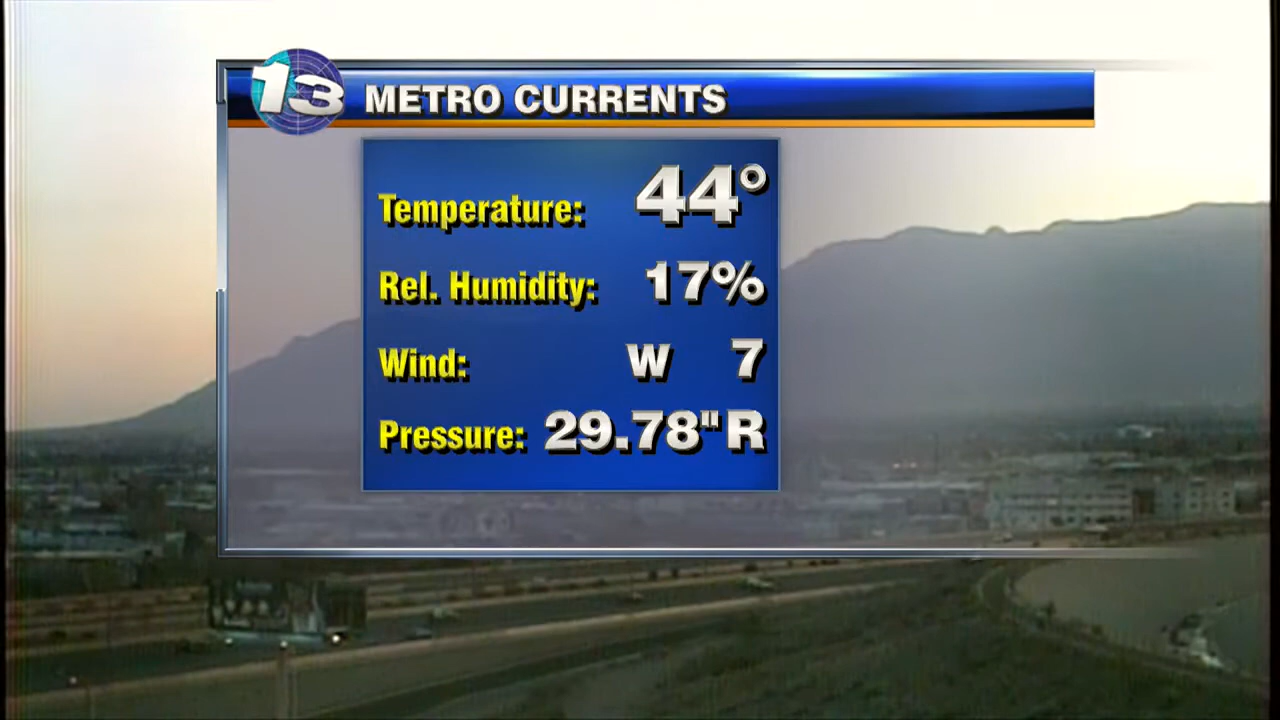 13 METRO CURRENTS
Temperature: 44°
Rel. Humidity: 17%
Wind: W 7
Pressure: 29.78" R